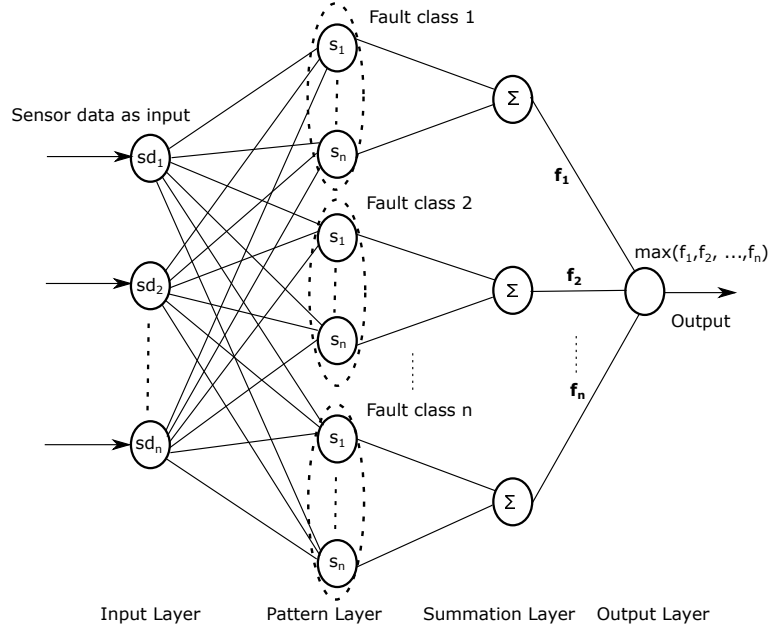 Fault class 1
s₁
Σ
Sensor data as input
sd₁
sₙ
f₁
Fault class 2
s₁
max(f₁,f₂, ...,fₙ)
sd₂
Σ
f₂
Output
sₙ
fₙ
Fault class n
sdₙ
s₁
Σ
sₙ
Input Layer Pattern Layer Summation Layer Output Layer